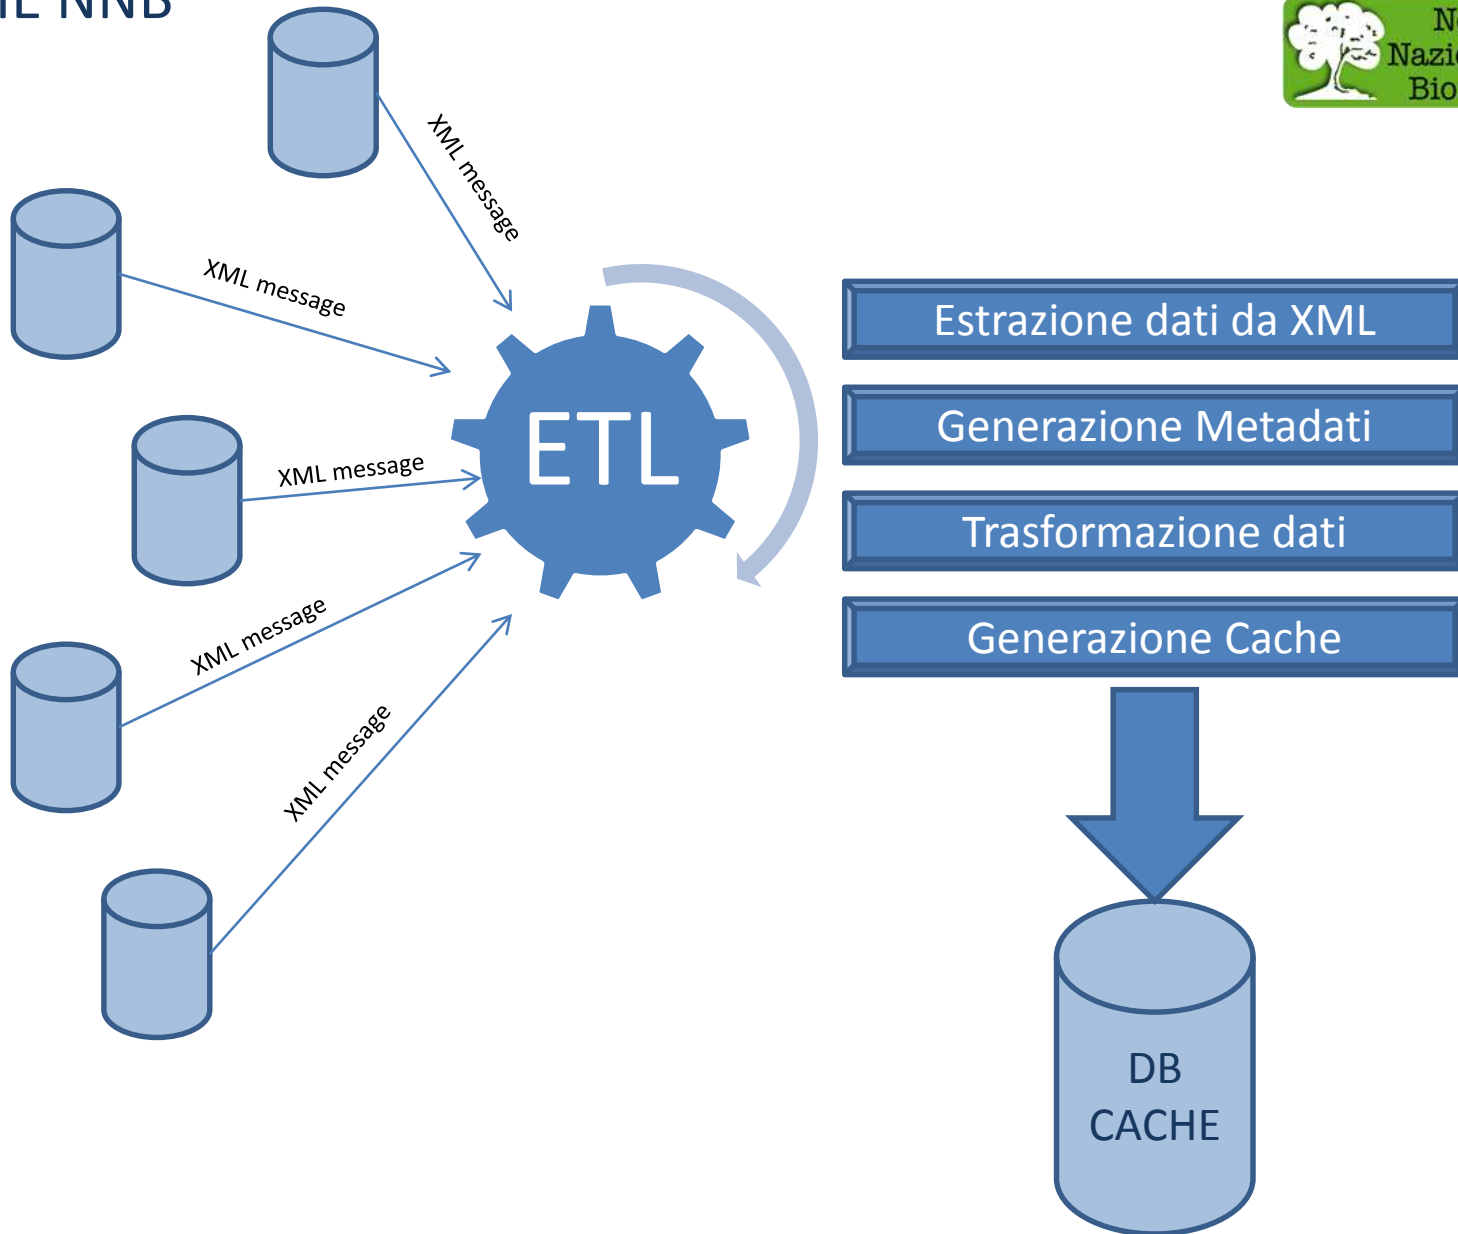 NNB
XML message
XML message
XML message
XML message
XML message
ETL
Estrazione dati da XML
Generazione Metadati
Trasformazione dati
Generazione Cache
DB
CACHE